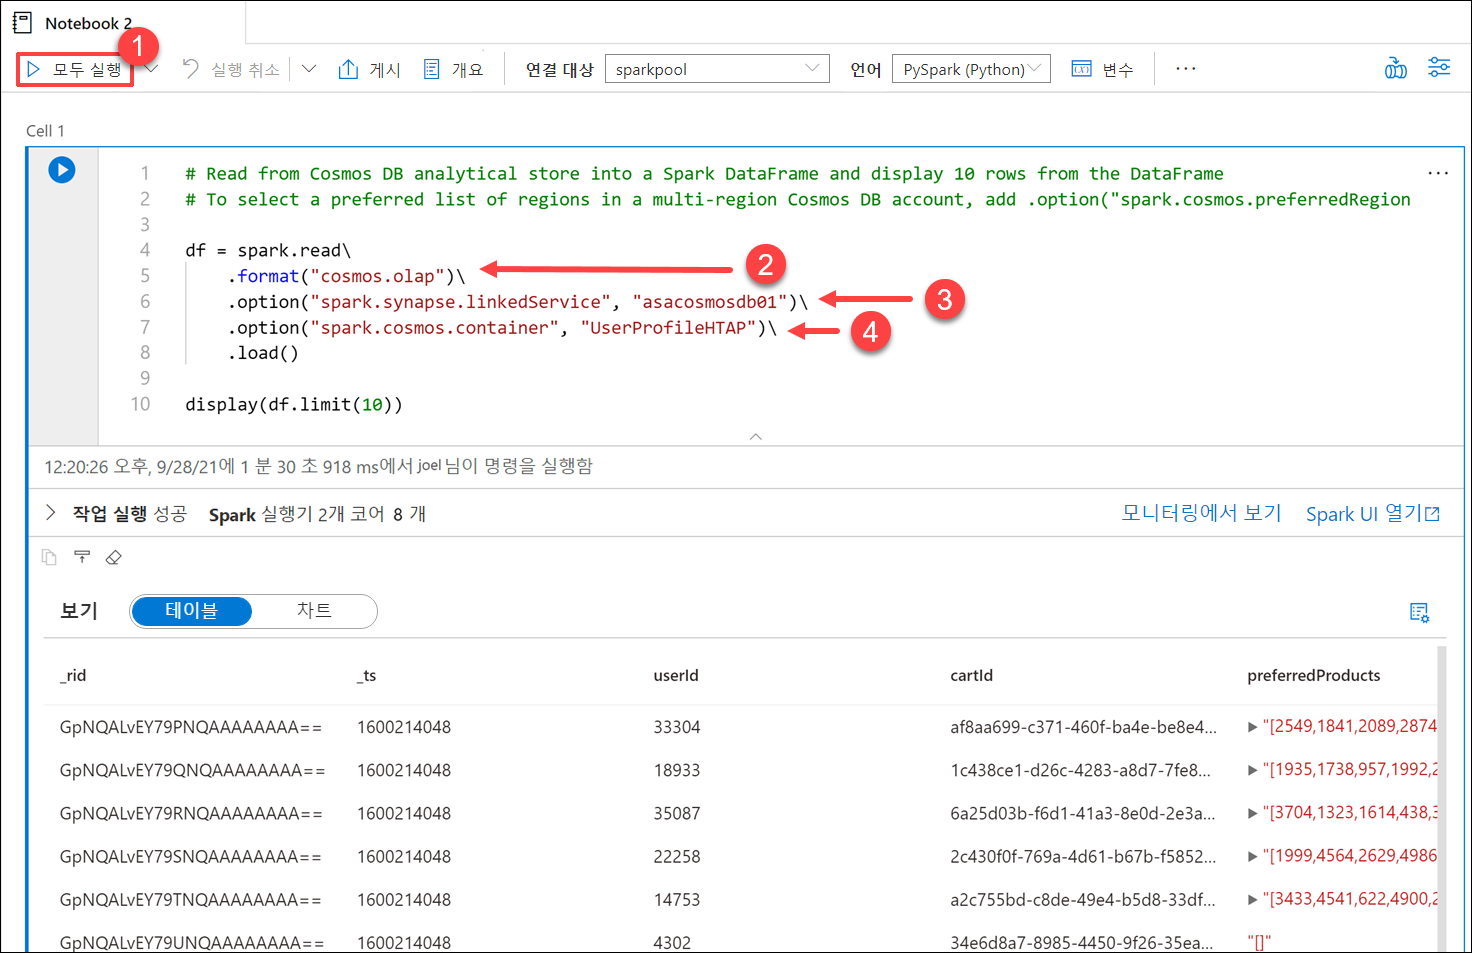 Notebook 2
1
모두 실행 실행 취소 게시 개요 연결 대상 sparkpool 언어 PySpark (Python) 변수 ...
Cell 1
1 # Read from Cosmos DB analytical store into a Spark DataFrame and display 10 rows from the DataFrame
2 # To select a preferred list of regions in a multi-region Cosmos DB account, add .option("spark.cosmos.preferredRegion
3
4 df = spark.read\
5 .format("cosmos.olap")\ 2
6 .option("spark.synapse.linkedService", "asacosmosdb01")\ 3
7 .option("spark.cosmos.container", "UserProfileHTAP")\ 4
8 .load()
9
10 display(df.limit(10))
12:20:26 오후, 9/28/21에 1 분 30 초 918 ms에서 joel 님이 명령을 실행함
작업 실행 성공 Spark 실행기 2개 코어 8 개 모니터링에서 보기 Spark UI 열기
보기 테이블 차트
_rid _ts userId cartId preferredProducts
GpNQALvEY79PNQAAAAAAAA== 1600214048 33304 af8aa699-c371-460f-ba4e-be8e4... "[2549,1841,2089,2874
GpNQALvEY79QNQAAAAAAAA== 1600214048 18933 1c438ce1-d26c-4283-a8d7-7fe8... "[1935,1738,957,1992,2
GpNQALvEY79RNQAAAAAAAA== 1600214048 35087 6a25d03b-f6d1-41a3-8e0d-2e3a... "[3704,1323,1614,438,3
GpNQALvEY79SNQAAAAAAAA== 1600214048 22258 2c430f0f-769a-4d61-b67b-f5852... "[1999,4564,2629,4986
GpNQALvEY79TNQAAAAAAAA== 1600214048 14753 a2c755bd-c8de-49e4-b5d8-33df... "[3433,4541,622,4900,2
GpNQALvEY79UNQAAAAAAAA== 1600214048 4302 34e6d8a7-8985-4450-9f26-35ea... "[]"